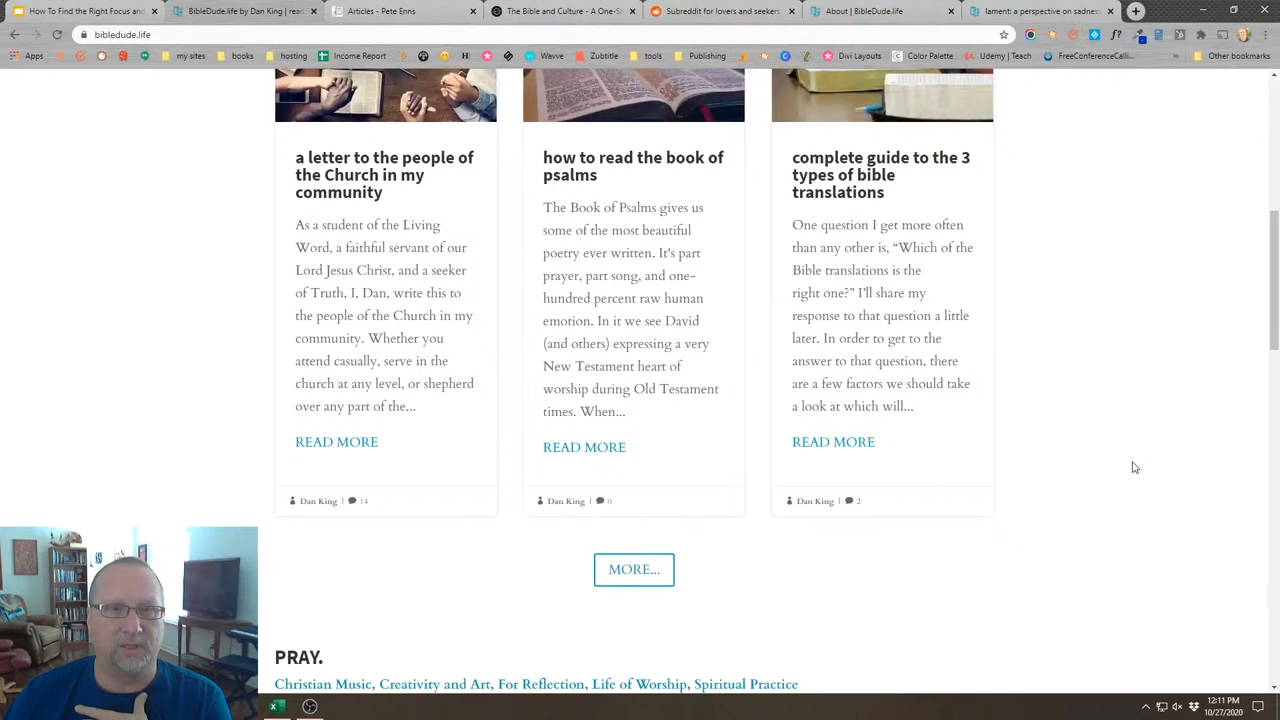 How To Find the Right Focus and
BibleDude.life by Dan King | read
Articles - Pete Enns
The Bible and Culture - A One-St
Subreddit for lovers and seekers
About | BibleDude.life
lament: a perspective on sadness
bibledude.life
Apps
my sites
books
hosting
Income Report
Wavve
Zubtitle
tools
Publishing
Divi Layouts
Color Palette
Udemy | Teach
FreeConferenceCall...
Other bookmarks
a letter to the people of
the Church in my
community
As a student of the Living
Word, a faithful servant of our
Lord Jesus Christ, and a seeker
of Truth, I, Dan, write this to
the people of the Church in my
community. Whether you
attend casually, serve in the
church at any level, or shepherd
over any part of the...
READ MORE
Dan King | 14
how to read the book of
psalms
The Book of Psalms gives us
some of the most beautiful
poetry ever written. It's part
prayer, part song, and one-
hundred percent raw human
emotion. In it we see David
(and others) expressing a very
New Testament heart of
worship during Old Testament
times. When...
READ MORE
Dan King | 0
complete guide to the 3
types of bible
translations
One question I get more often
than any other is, “Which of the
Bible translations is the
right one?” I’ll share my
response to that question a little
later. In order to get to the
answer to that question, there
are a few factors we should take
a look at which will...
READ MORE
Dan King | 2
MORE...
PRAY.
Christian Music, Creativity and Art, For Reflection, Life of Worship, Spiritual Practice
12:11 PM
10/27/2020